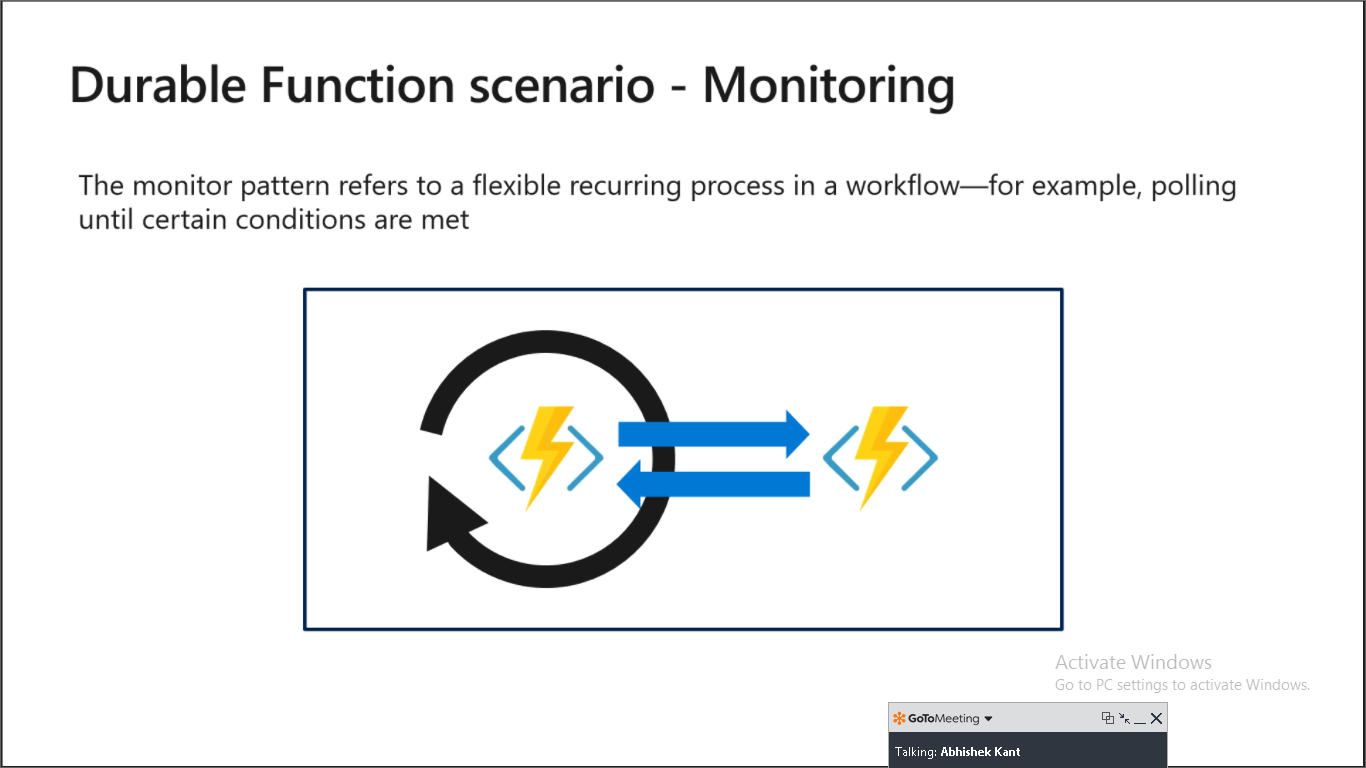 Durable Function scenario - Monitoring
The monitor pattern refers to a flexible recurring process in a workflow—for example, polling
until certain conditions are met
Activate Windows
Go to PC settings to activate Windows.
GoToMeeting
Talking: Abhishek Kant